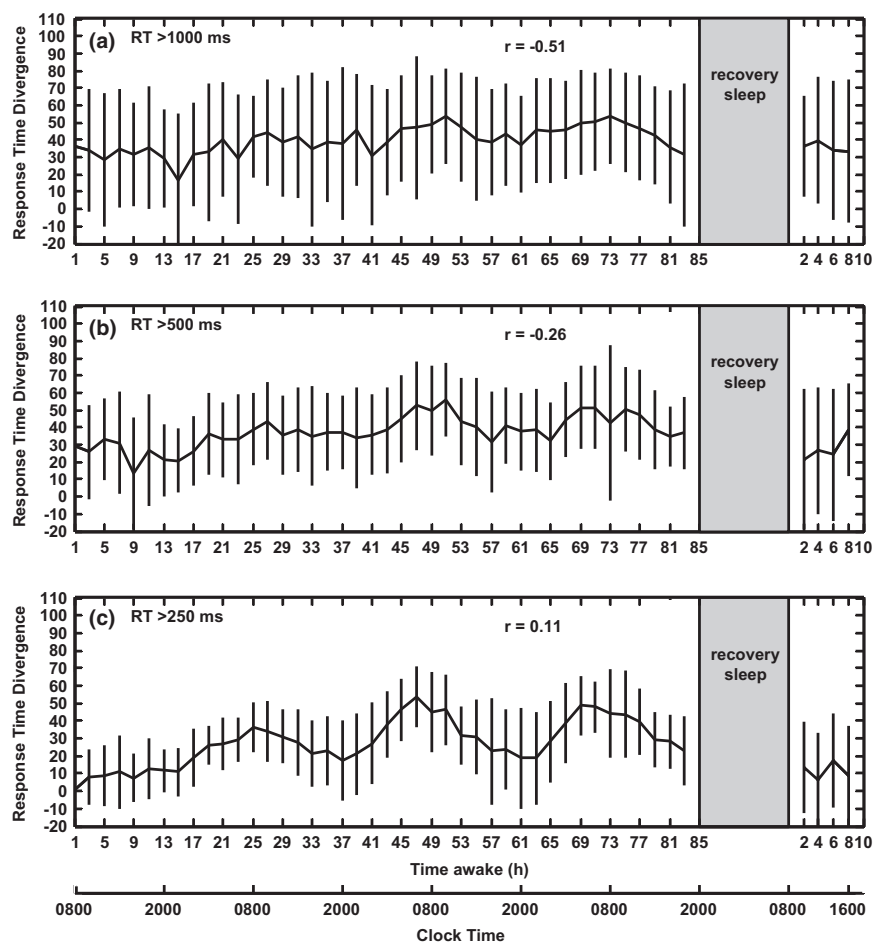 (a) RT >1000 ms
r = -0.51
recovery
sleep
Response Time Divergence
110
100
90
80
70
60
50
40
30
20
10
0
-10
-20
1 5 9 13 17 21 25 29 33 37 41 45 49 53 57 61 65 69 73 77 81 85 2 4 6 8 10
(b) RT >500 ms
r = -0.26
recovery
sleep
Response Time Divergence
110
100
90
80
70
60
50
40
30
20
10
0
-10
-20
1 5 9 13 17 21 25 29 33 37 41 45 49 53 57 61 65 69 73 77 81 85 2 4 6 8 10
(c) RT >250 ms
r = 0.11
recovery
sleep
Response Time Divergence
110
100
90
80
70
60
50
40
30
20
10
0
-10
-20
1 5 9 13 17 21 25 29 33 37 41 45 49 53 57 61 65 69 73 77 81 85 2 4 6 8 10
Time awake (h)
0800 2000 0800 2000 0800 2000 0800 2000 0800 1600
Clock Time